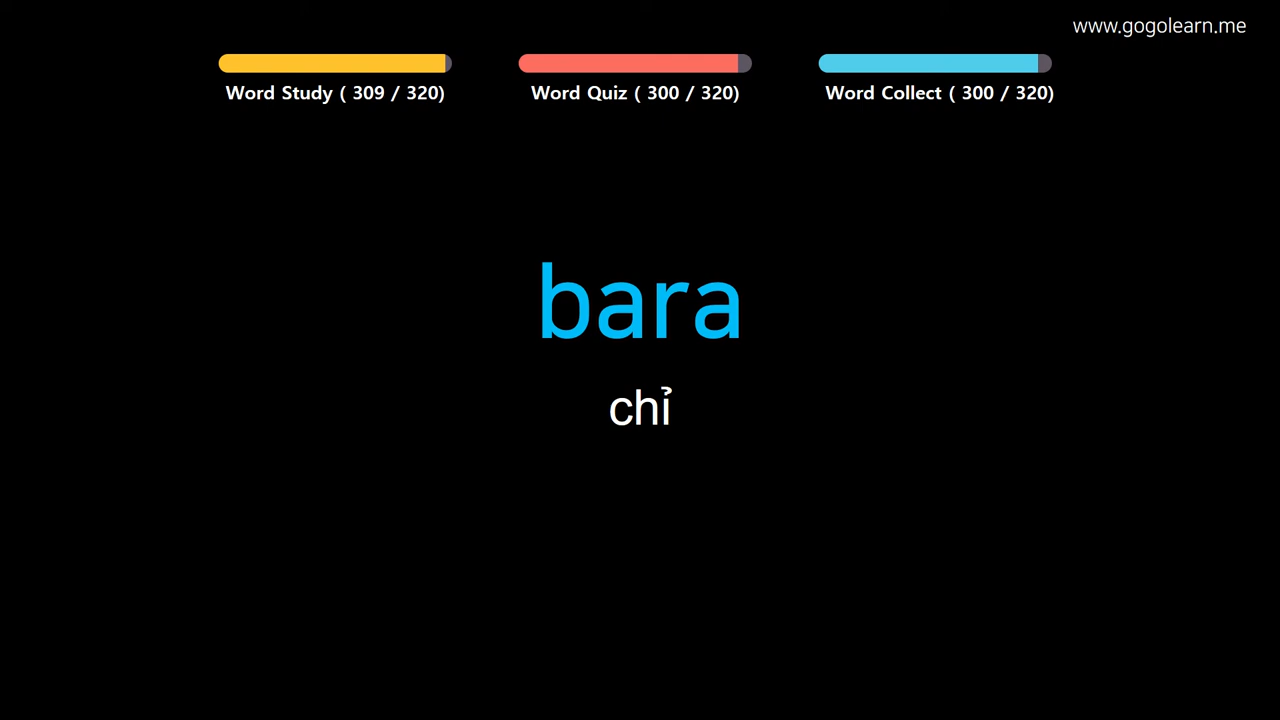 www.gogolearn.me
Word Study ( 309 / 320)
Word Quiz ( 300 / 320)
Word Collect ( 300 / 320)
bara
chỉ